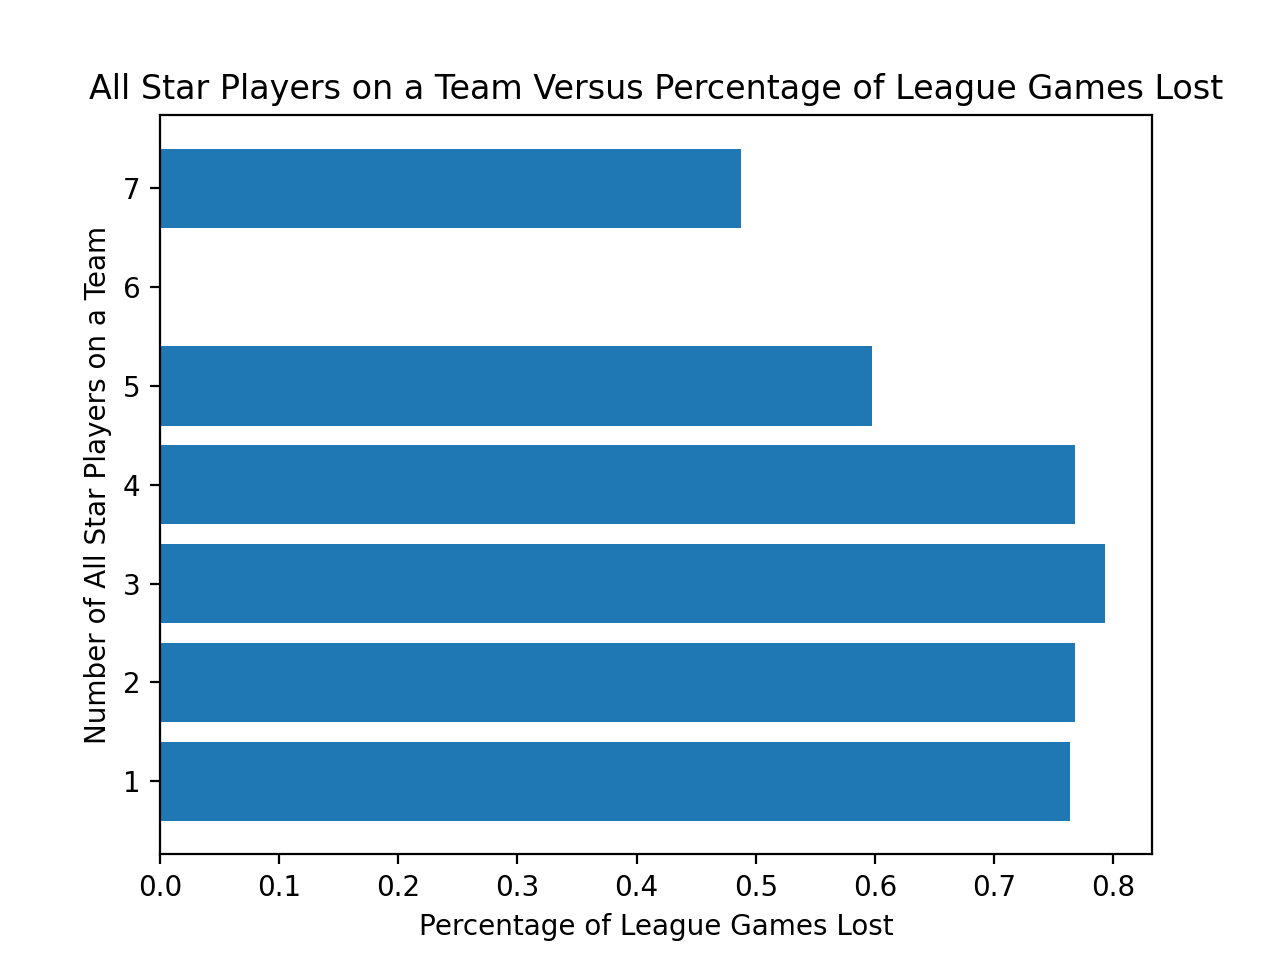 All Star Players on a Team Versus Percentage of League Games Lost
Number of All Star Players on a Team
7
6
5
4
3
2
1
0.0 0.1 0.2 0.3 0.4 0.5 0.6 0.7 0.8
Percentage of League Games Lost